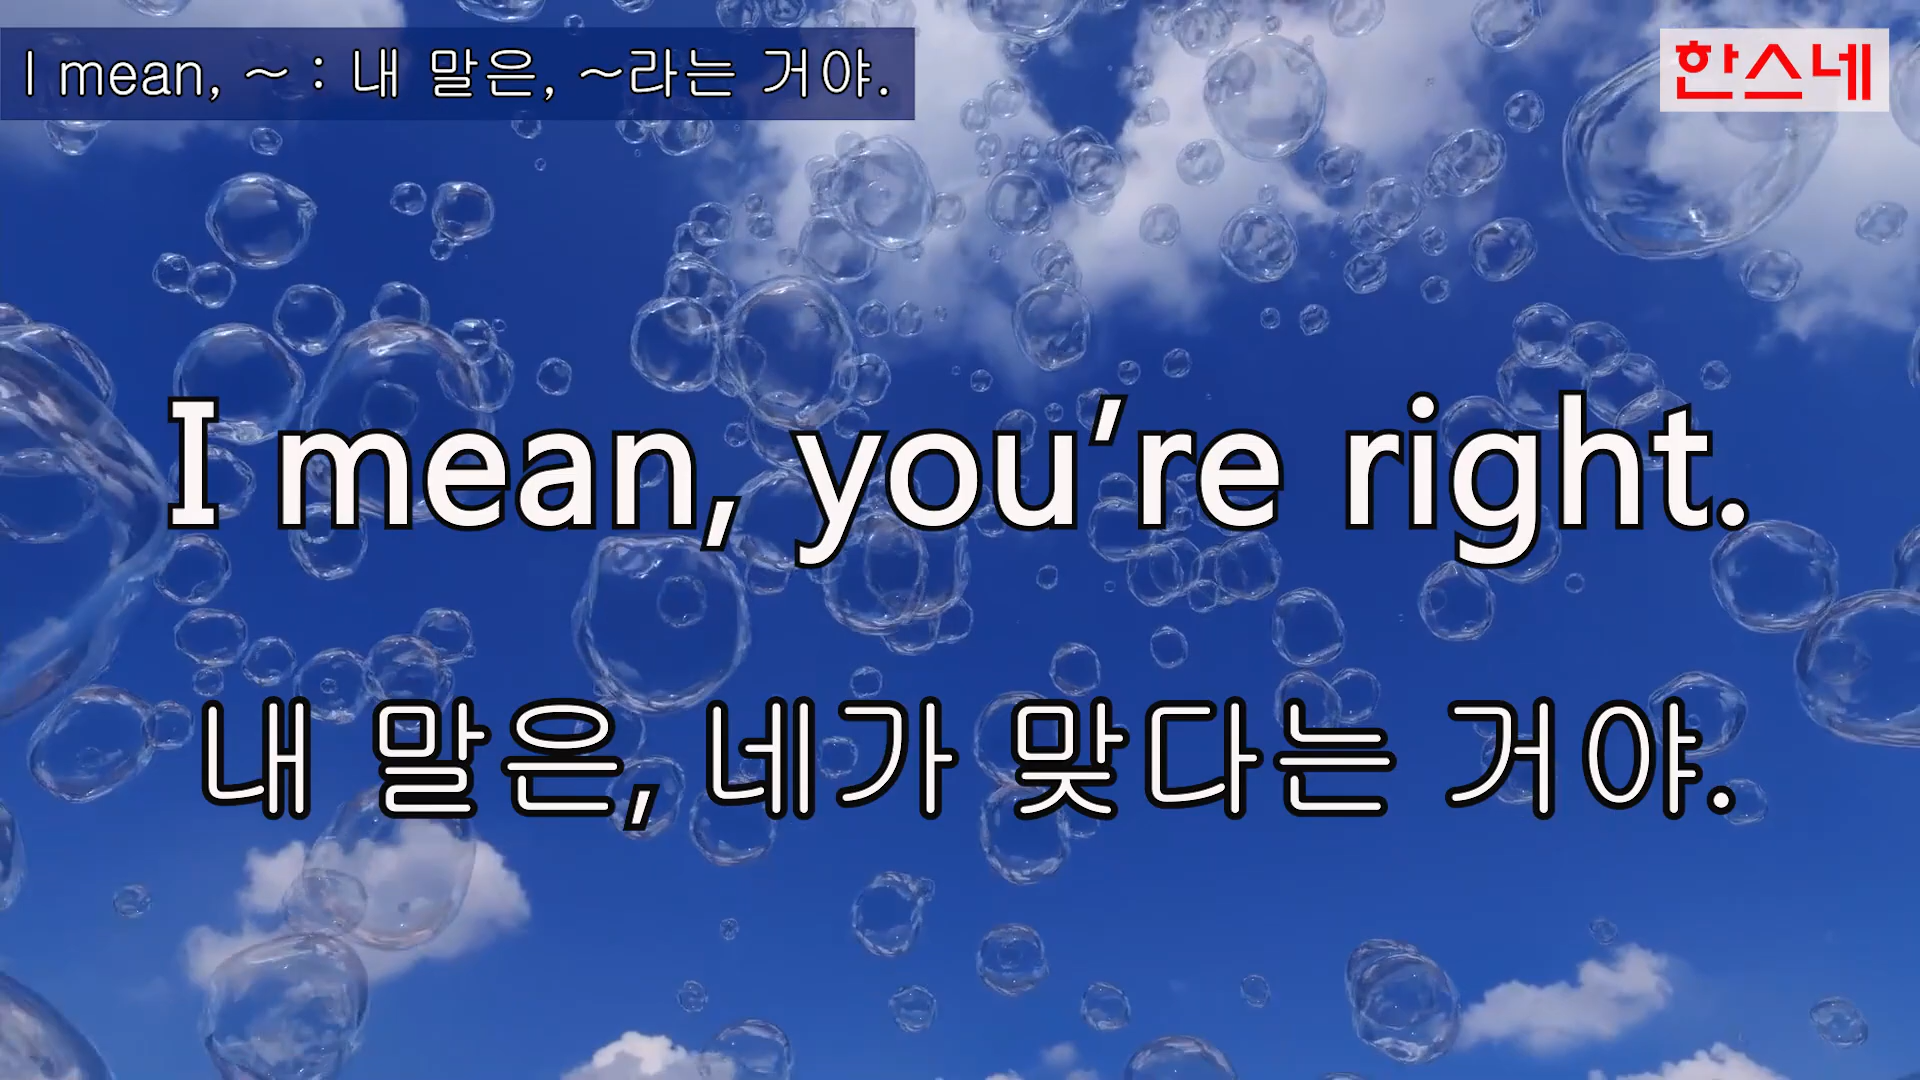 I mean, ~ : 내 말은, ~라는 거야.
한스네
I mean, you’re right.
내 말은, 네가 맞다는 거야.